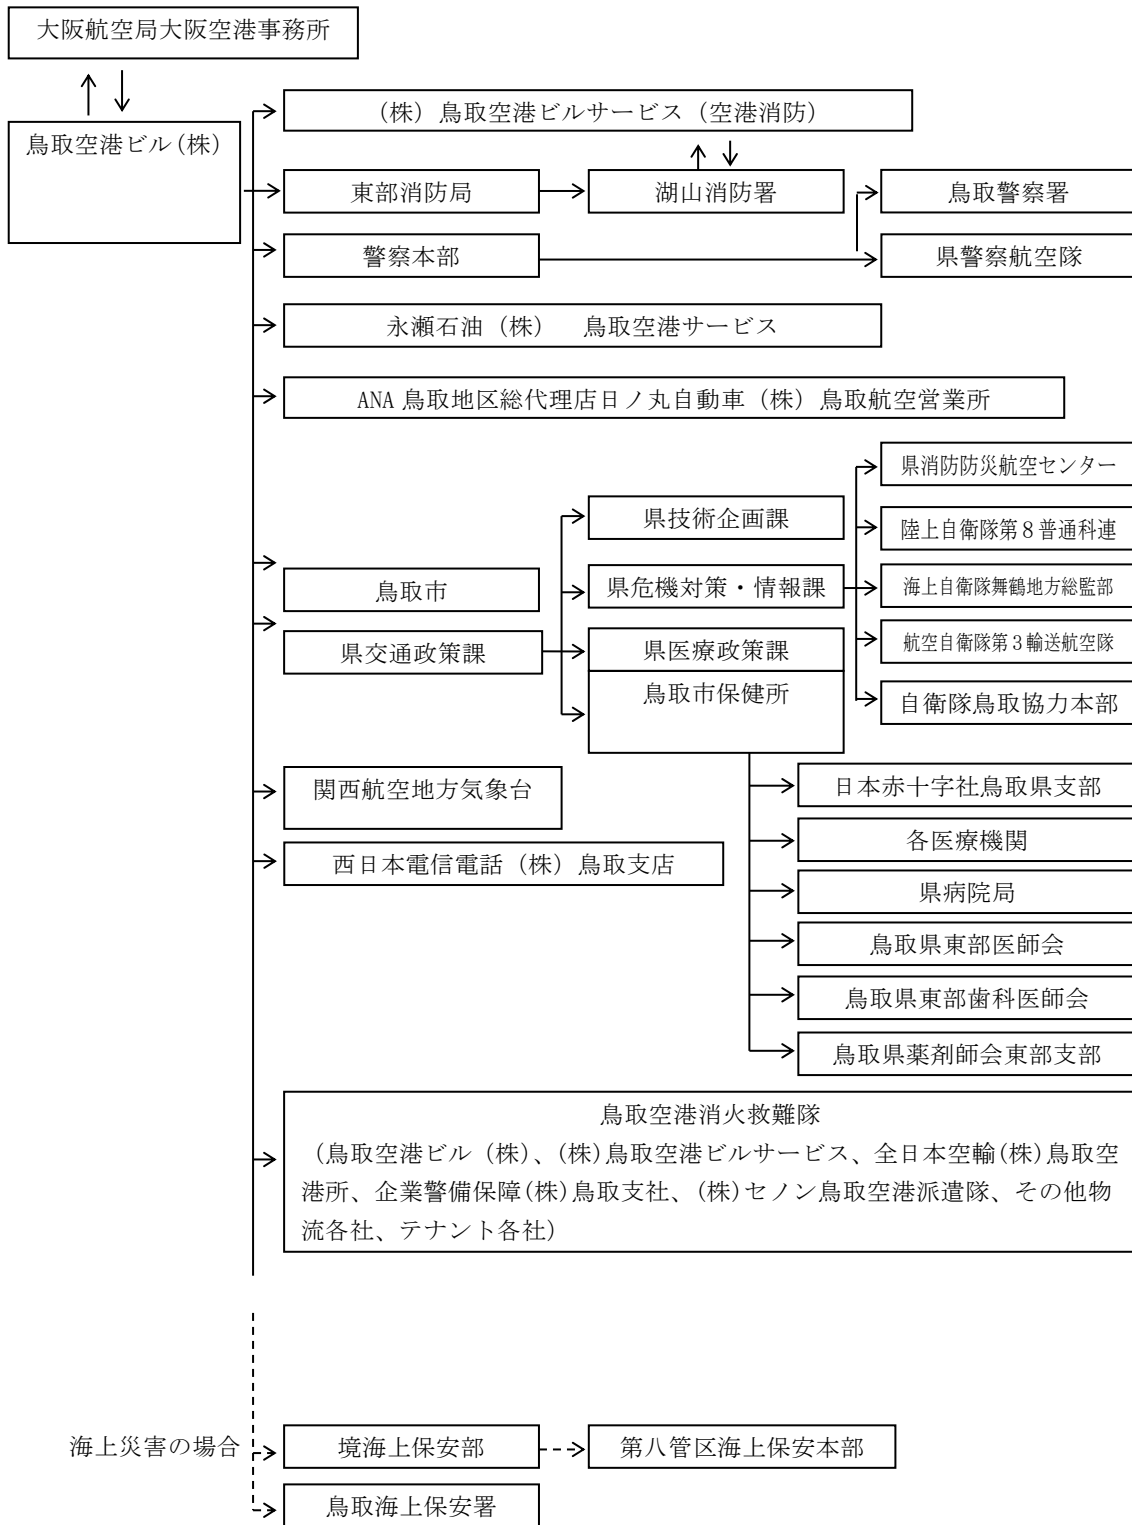 大阪航空局大阪空港事務所
鳥取空港ビル(株)
(株)鳥取空港ビルサービス(空港消防)
東部消防局
湖山消防署
鳥取警察署
警察本部
県警察航空隊
永瀬石油(株) 鳥取空港サービス
ANA 鳥取地区総代理店日ノ丸自動車(株)鳥取航空営業所
県消防防災航空センター
県技術企画課
陸上自衛隊第8普通科連
鳥取市
県危機対策・情報課
海上自衛隊舞鶴地方総監部
県交通政策課
県医療政策課
航空自衛隊第3輸送航空隊
鳥取市保健所
自衛隊鳥取協力本部
関西航空地方気象台
日本赤十字社鳥取県支部
各医療機関
西日本電信電話(株)鳥取支店
県病院局
鳥取県東部医師会
鳥取県東部歯科医師会
鳥取県薬剤師会東部支部
鳥取空港消火救難隊
(鳥取空港ビル(株)、(株)鳥取空港ビルサービス、全日本空輸(株)鳥取空
港所、企業警備保障(株)鳥取支社、(株)セノン鳥取空港派遣隊、その他物
流各社、テナント各社)
海上災害の場合
境海上保安部
第八管区海上保安本部
鳥取海上保安署